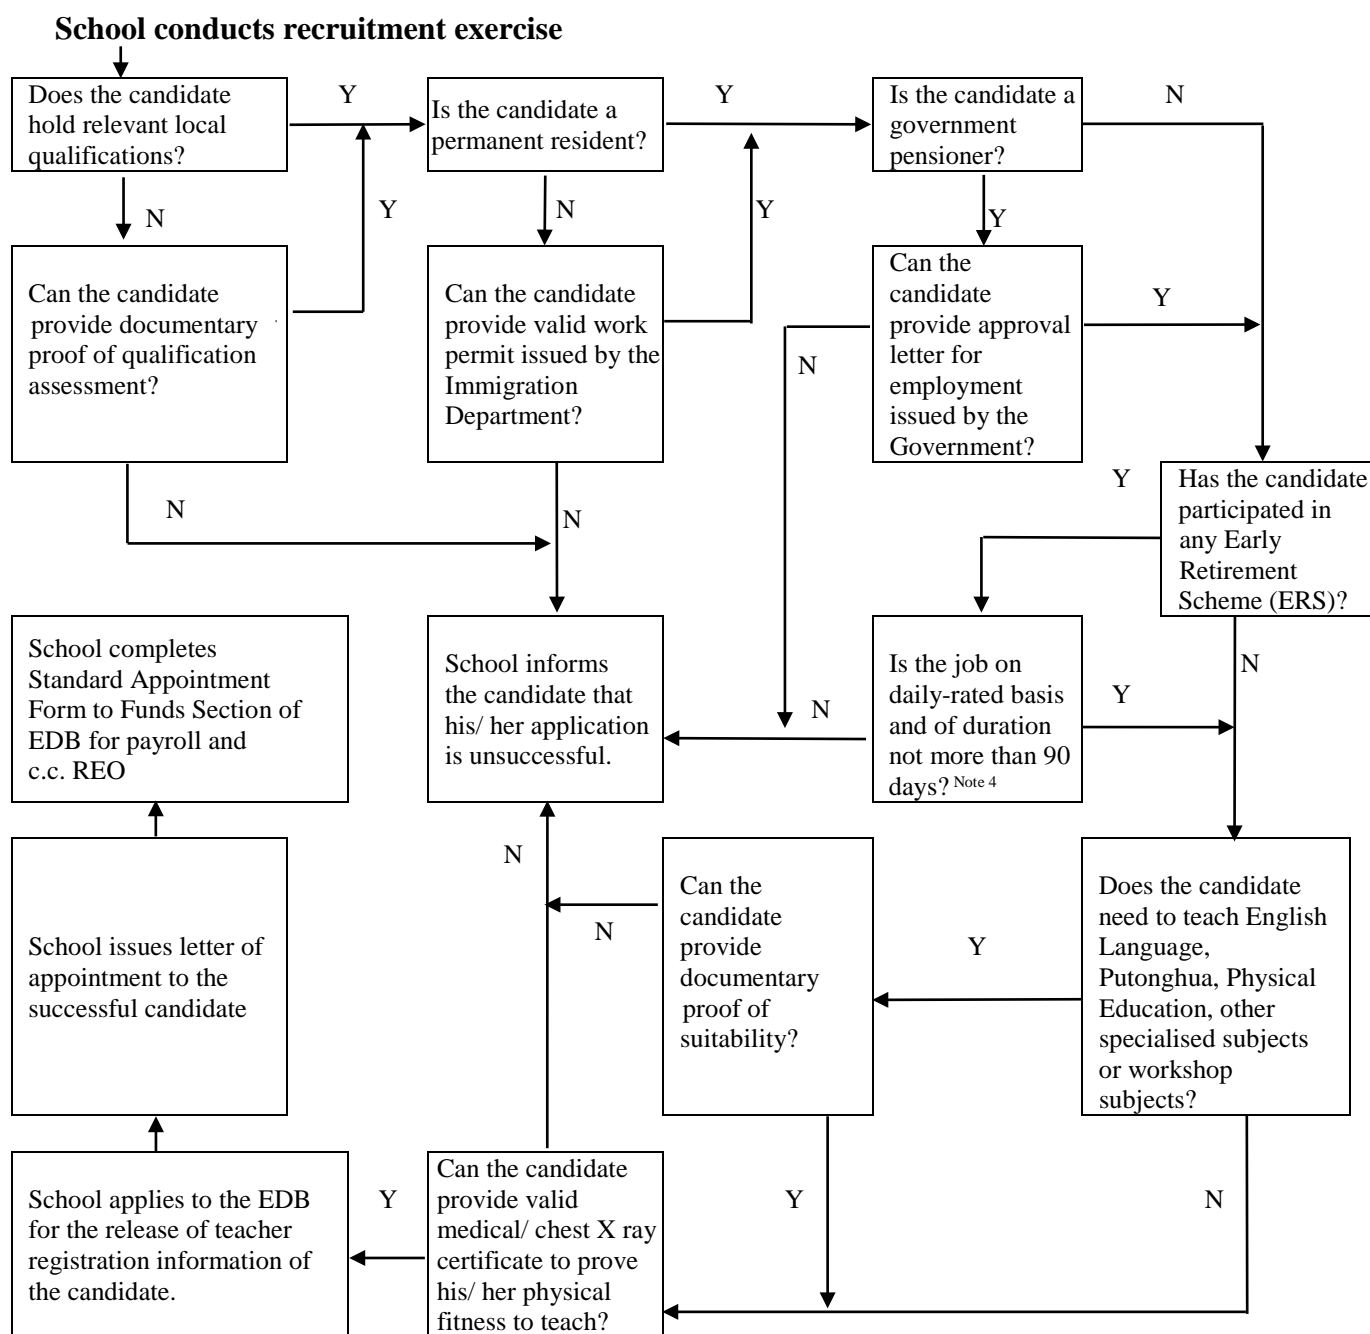 School conducts recruitment exercise
Does the candidate
hold relevant local
qualifications?
Y
Is the candidate a
permanent resident?
Y
Is the candidate a
government
pensioner?
N
N
Y
N
Y
Y
Can the candidate
provide documentary
proof of qualification
assessment?
Can the candidate
provide valid work
permit issued by the
Immigration
Department?
Can the
candidate
provide approval
letter for
employment
issued by the
Government?
Y
N
N
N
Y
Has the candidate
participated in
any Early
Retirement
Scheme (ERS)?
School completes
Standard Appointment
Form to Funds Section of
EDB for payroll and
c.c. REO
School informs
the candidate that
his/ her application
is unsuccessful.
N
Is the job on
daily-rated basis
and of duration
not more than 90
days? Note 4
Y
N
School issues letter of
appointment to the
successful candidate
N
N
Can the
candidate
provide
documentary
proof of
suitability?
Y
Does the candidate
need to teach English
Language,
Putonghua, Physical
Education, other
specialised subjects
or workshop
subjects?
School applies to the EDB
for the release of teacher
registration information of
the candidate.
Y
Can the candidate
provide valid
medical/ chest X ray
certificate to prove
his/ her physical
fitness to teach?
Y
N